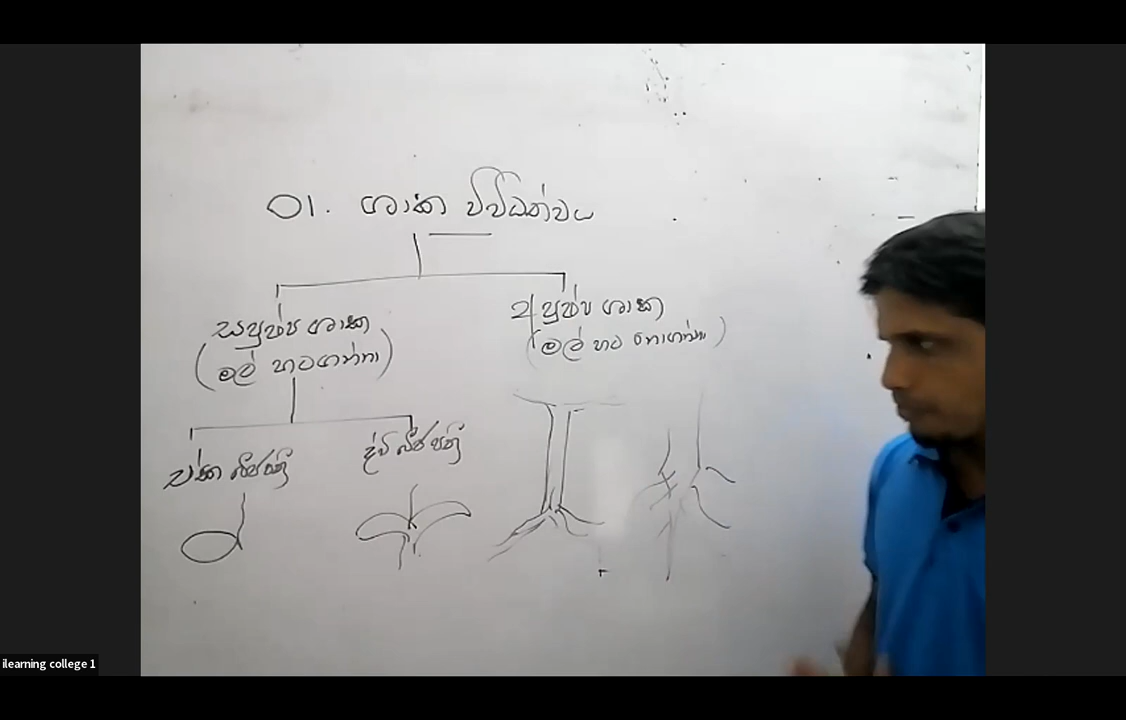 01. ශාක විවිධත්වය
සපුෂ්ප ශාක
(මල් හටගන්නා)
අපුෂ්ප ශාක
(මල් හට නොගන්නා)
ඒක බීජපත්‍රී
ද්වි බීජපත්‍රී
ilearning college 1